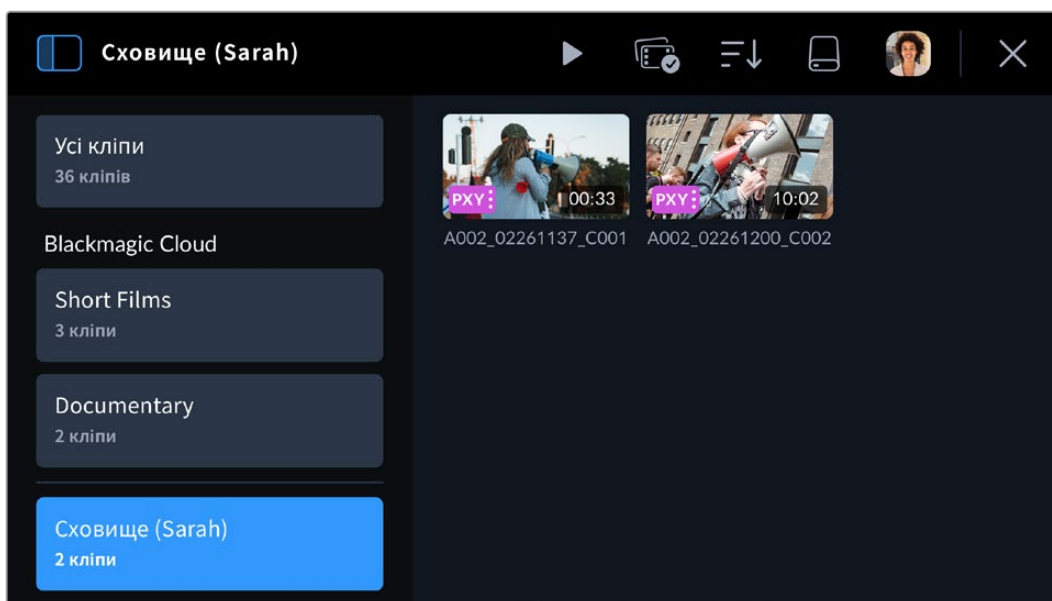 Сховище (Sarah)
Усі кліпи
36 кліпів
Blackmagic Cloud
Short Films
3 кліпи
Documentary
2 кліпи
Сховище (Sarah)
2 кліпи
PXY 00:33
A002_02261137_C001
PXY 10:02
A002_02261200_C002